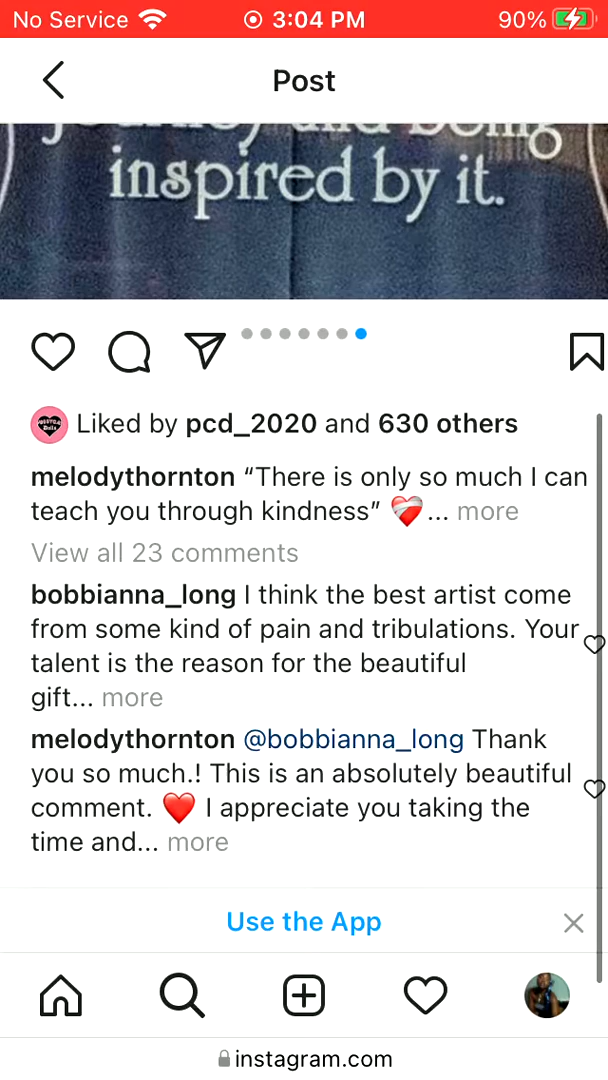 No Service 3:04 PM 90%
Post
inspired by it.
Liked by pcd_2020 and 630 others
melodythornton “There is only so much I can
teach you through kindness” ❤️‍🩹... more
View all 23 comments
bobbianna_long I think the best artist come
from some kind of pain and tribulations. Your
talent is the reason for the beautiful
gift... more
melodythornton @bobbianna_long Thank
you so much.! This is an absolutely beautiful
comment. ❤️ I appreciate you taking the
time and... more
Use the App
instagram.com